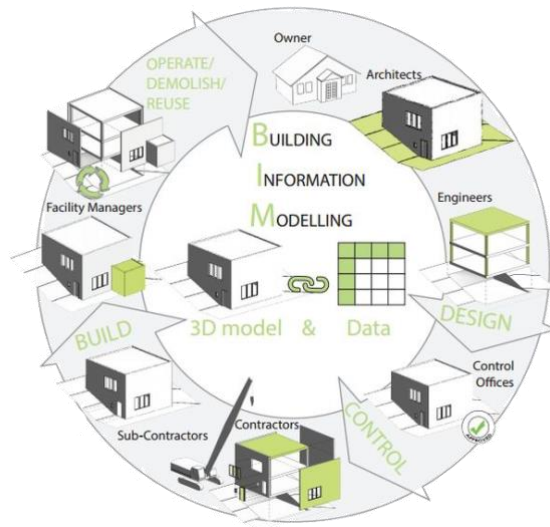 Owner
OPERATE/
DEMOLISH/
REUSE
Architects
BUILDING
INFORMATION
MODELLING
Engineers
Facility Managers
3D model & Data
DESIGN
BUILD
Control
Offices
CONTROL
Sub-Contractors
Contractors